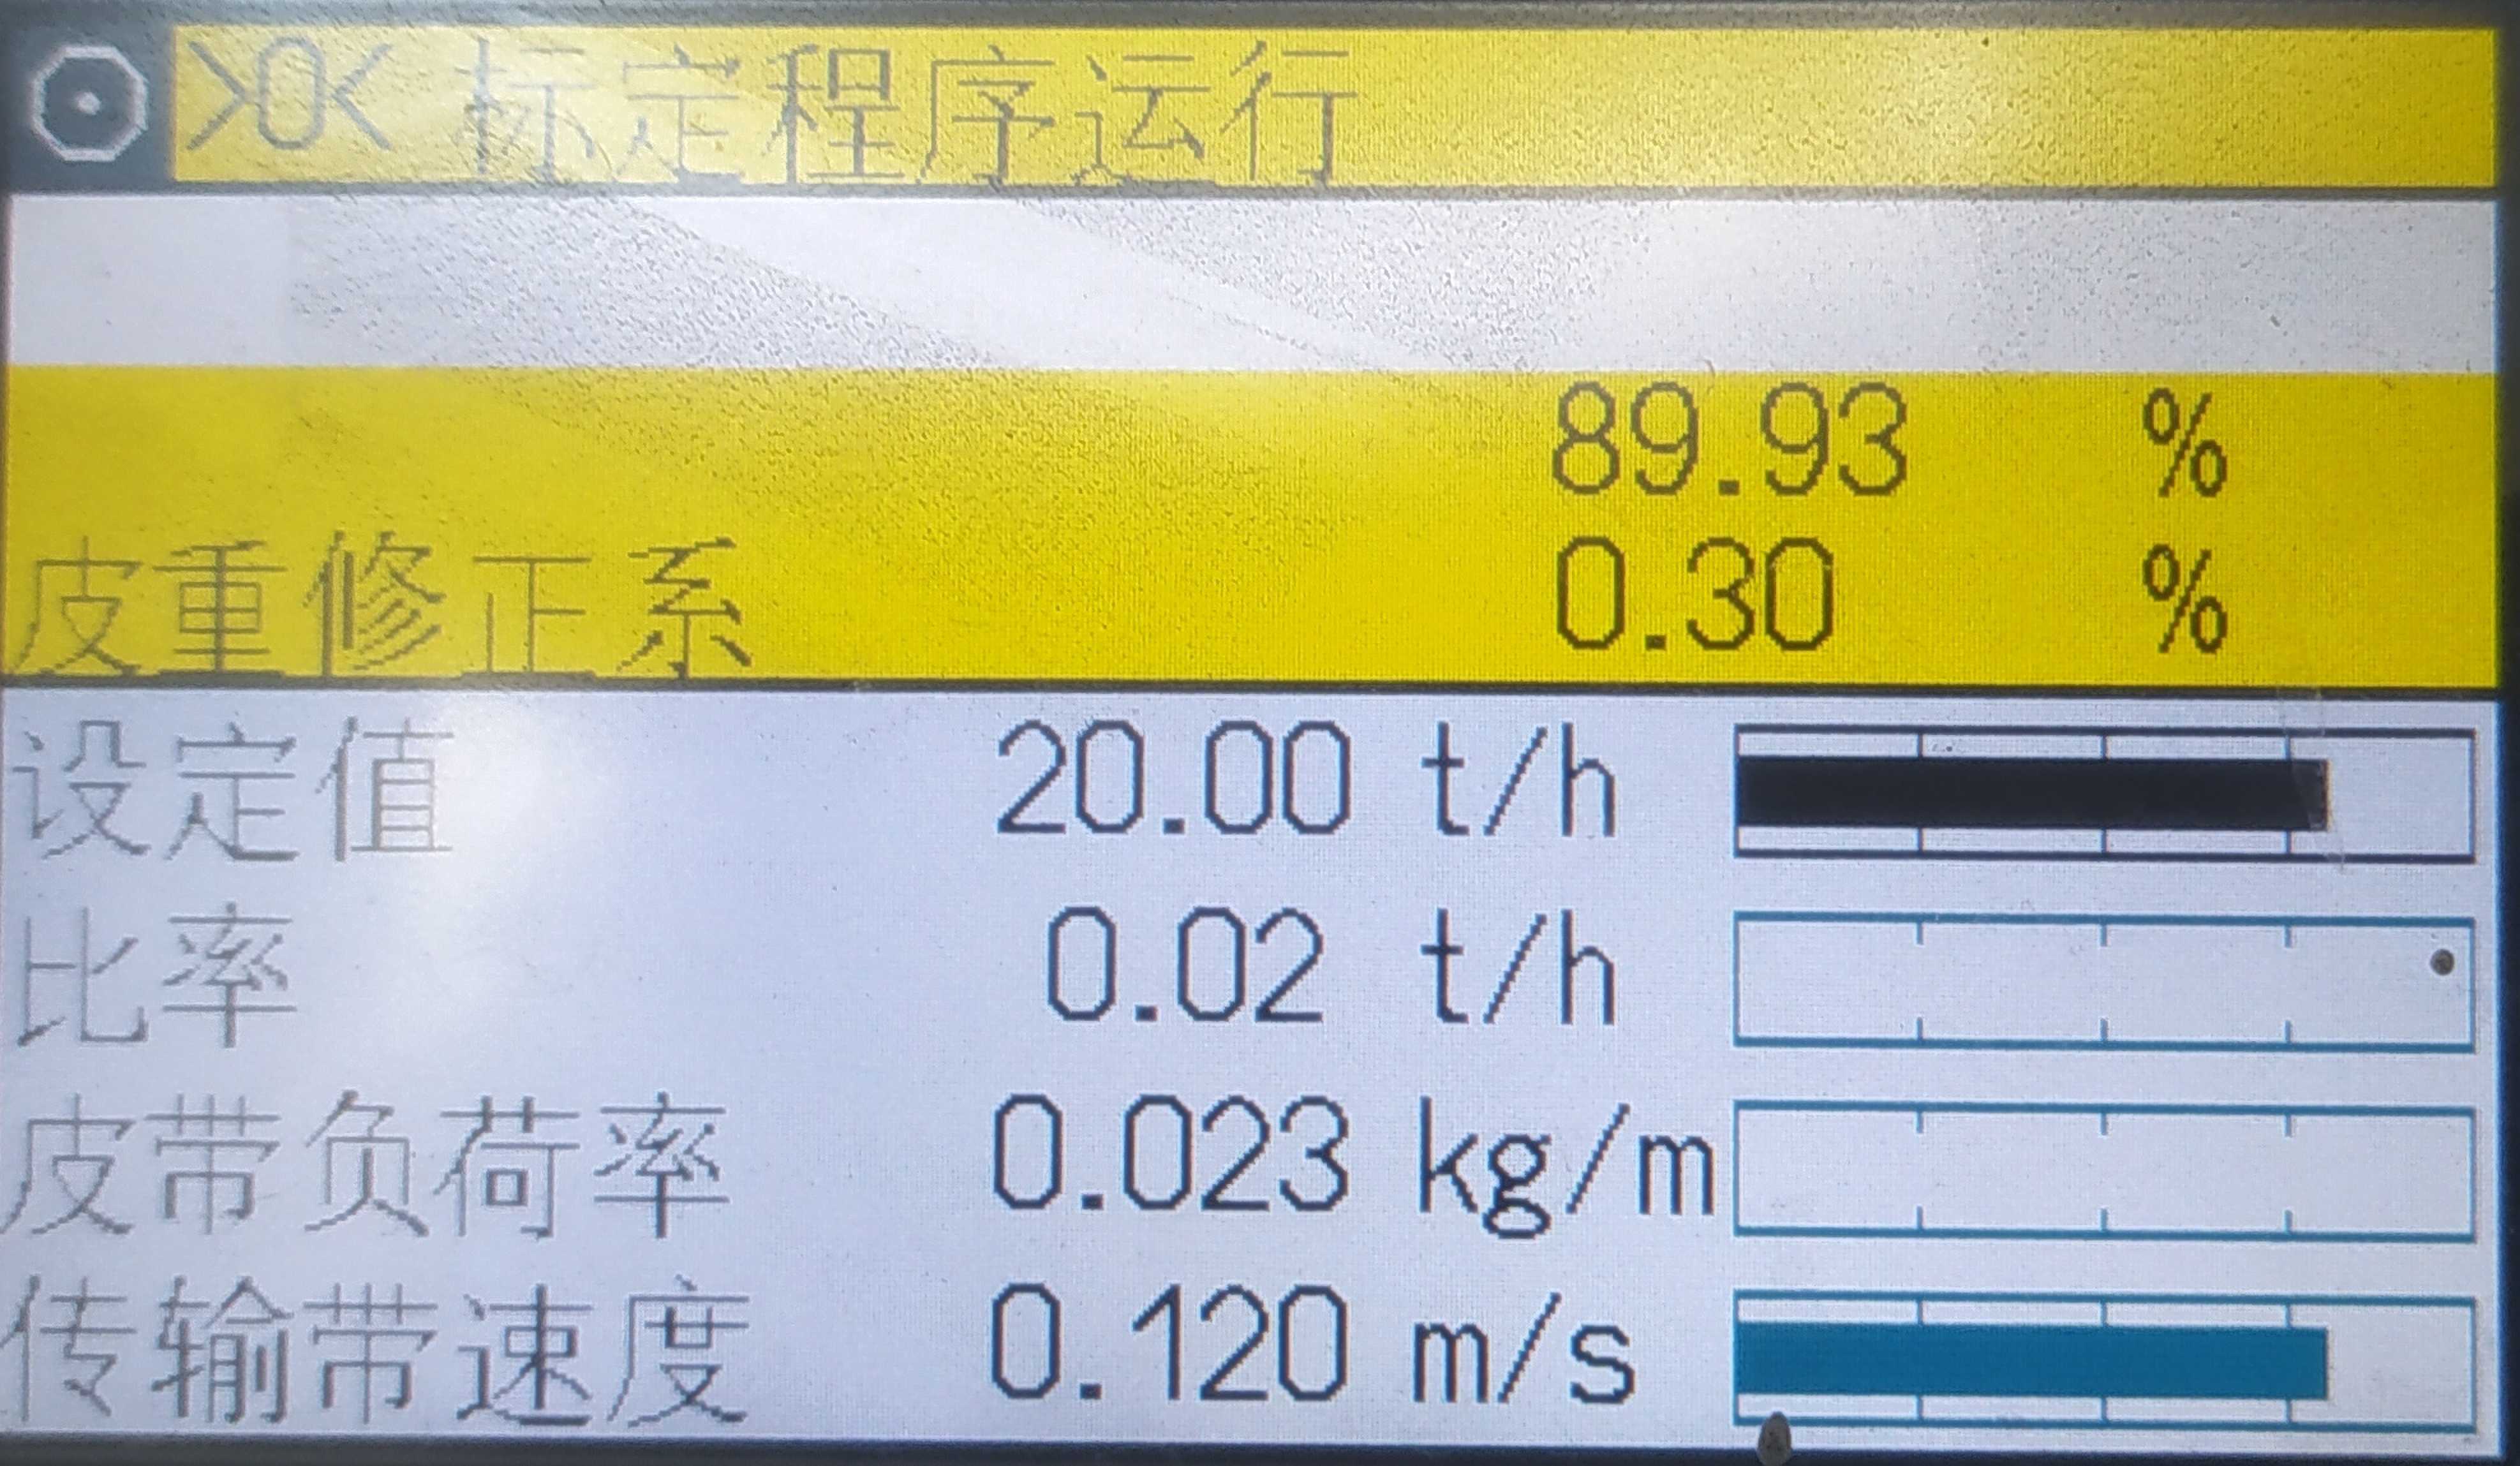 >0< 标定程序运行
89.93 %
皮重修正系 0.30 %
设定值 20.00 t/h
比率 0.02 t/h
皮带负荷率 0.023 kg/m
传输带速度 0.120 m/s